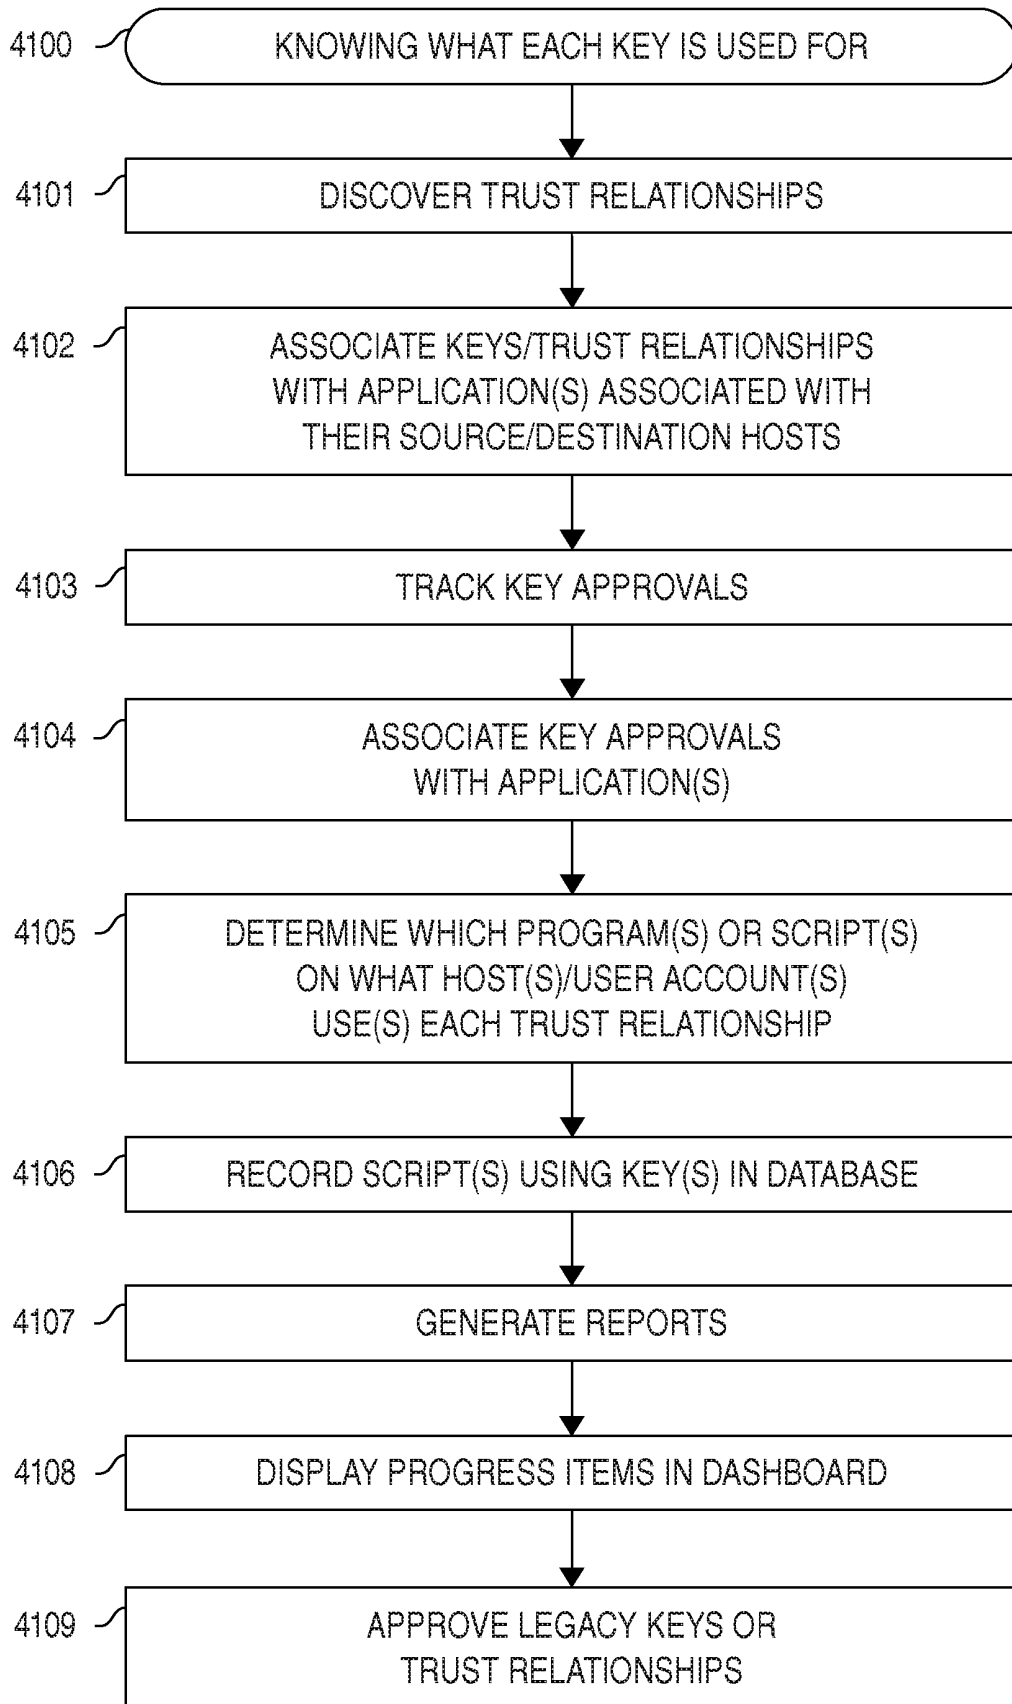 4100 KNOWING WHAT EACH KEY IS USED FOR
4101 DISCOVER TRUST RELATIONSHIPS
4102 ASSOCIATE KEYS/TRUST RELATIONSHIPS
WITH APPLICATION(S) ASSOCIATED WITH
THEIR SOURCE/DESTINATION HOSTS
4103 TRACK KEY APPROVALS
4104 ASSOCIATE KEY APPROVALS
WITH APPLICATION(S)
4105 DETERMINE WHICH PROGRAM(S) OR SCRIPT(S)
ON WHAT HOST(S)/USER ACCOUNT(S)
USE(S) EACH TRUST RELATIONSHIP
4106 RECORD SCRIPT(S) USING KEY(S) IN DATABASE
4107 GENERATE REPORTS
4108 DISPLAY PROGRESS ITEMS IN DASHBOARD
4109 APPROVE LEGACY KEYS OR
TRUST RELATIONSHIPS